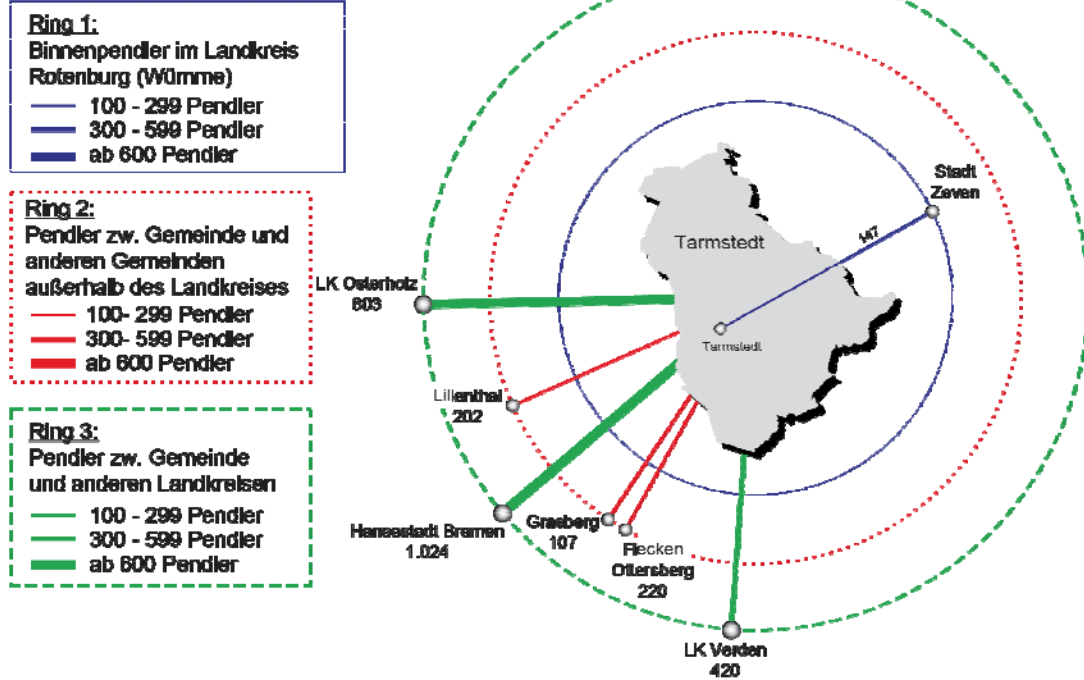 Ring 1:
Binnenpendler im Landkreis
Rotenburg (Wümme)
100 - 299 Pendler
300 - 599 Pendler
ab 600 Pendler
Ring 2:
Pendler zw. Gemeinde und
anderen Gemeinden
außerhalb des Landkreises
100- 299 Pendler
300- 599 Pendler
ab 600 Pendler
Ring 3:
Pendler zw. Gemeinde
und anderen Landkreisen
100 - 299 Pendler
300 - 599 Pendler
ab 600 Pendler
Stadt
Zeven
147
Tarmstedt
Tarmstedt
LK Osterholz
803
Lilienthal
202
Hansestadt Bremen
1.024
Grasberg
107
Flecken
Ottersberg
220
LK Verden
420